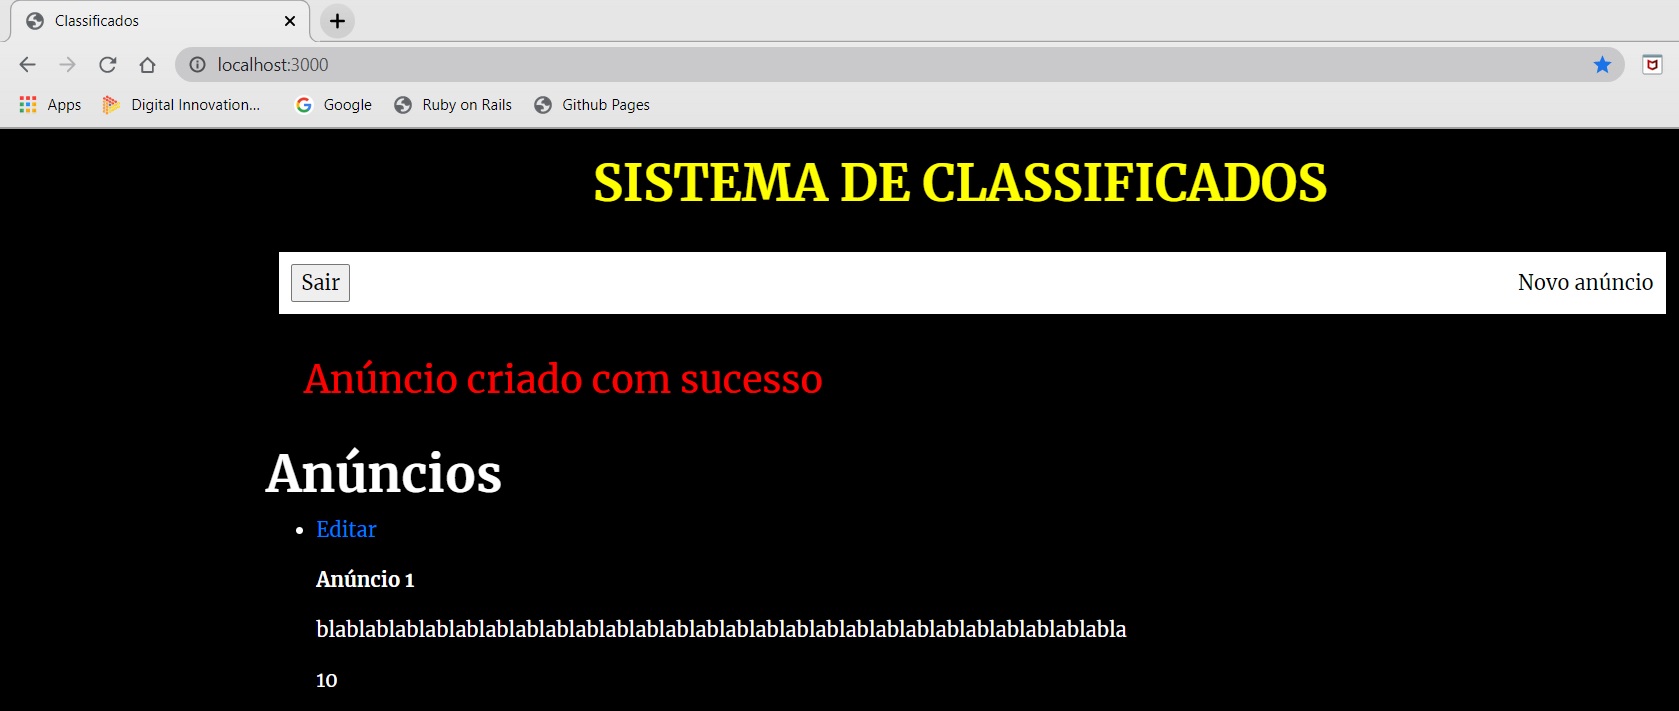 Classificados
localhost:3000
Apps Digital Innovation... Google Ruby on Rails Github Pages
SISTEMA DE CLASSIFICADOS
Sair Novo anúncio
Anúncio criado com sucesso
Anúncios
Editar
Anúncio 1
blablablablablablablablablablablablablablablablablablablablablablablablablablabla
10